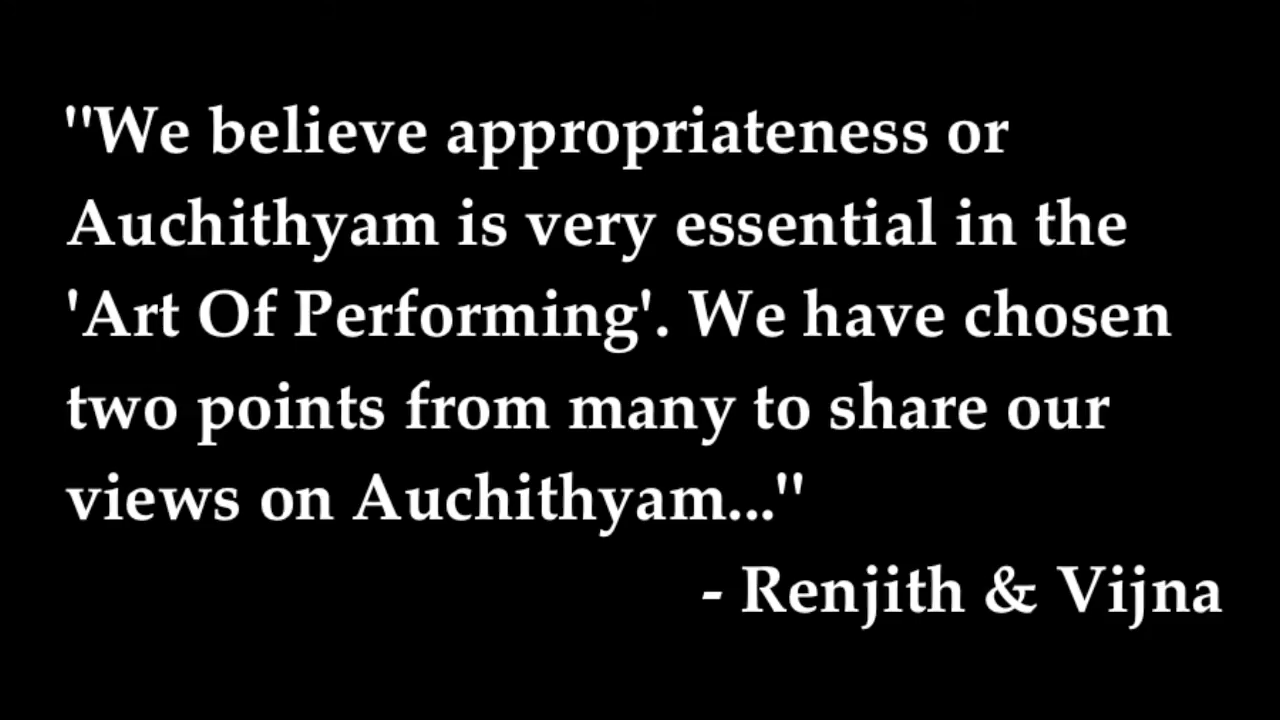 "We believe appropriateness or
Auchithyam is very essential in the
'Art Of Performing'. We have chosen
two points from many to share our
views on Auchithyam..."
- Renjith & Vijna